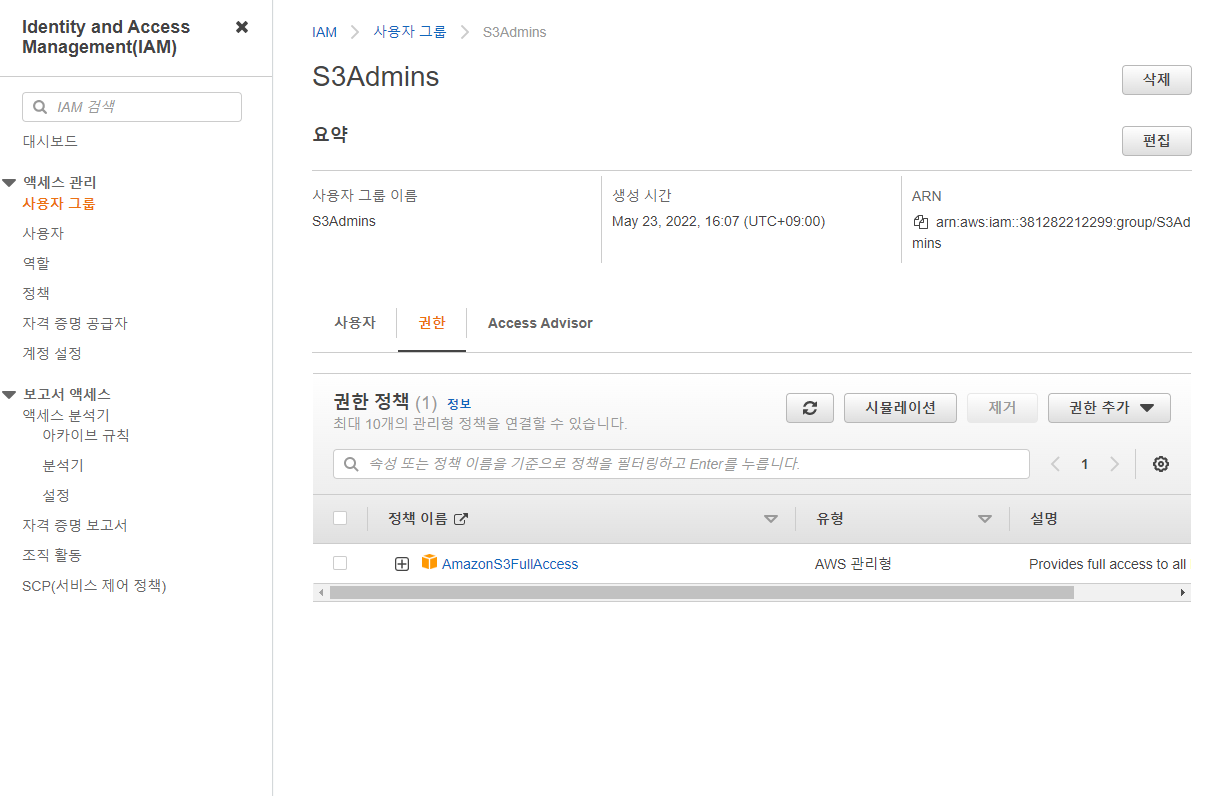 Identity and Access
Management(IAM)
IAM 검색
대시보드
액세스 관리
사용자 그룹
사용자
역할
정책
자격 증명 공급자
계정 설정
보고서 액세스
액세스 분석기
아카이브 규칙
분석기
설정
자격 증명 보고서
조직 활동
SCP(서비스 제어 정책)
IAM 사용자 그룹 S3Admins
S3Admins
삭제
요약
편집
사용자 그룹 이름
S3Admins
생성 시간
May 23, 2022, 16:07 (UTC+09:00)
ARN
arn:aws:iam::381282212299:group/S3Ad
mins
사용자 권한 Access Advisor
권한 정책 (1) 정보
최대 10개의 관리형 정책을 연결할 수 있습니다.
시뮬레이션 제거 권한 추가
속성 또는 정책 이름을 기준으로 정책을 필터링하고 Enter를 누릅니다.
1
정책 이름 유형 설명
AmazonS3FullAccess AWS 관리형 Provides full access to all